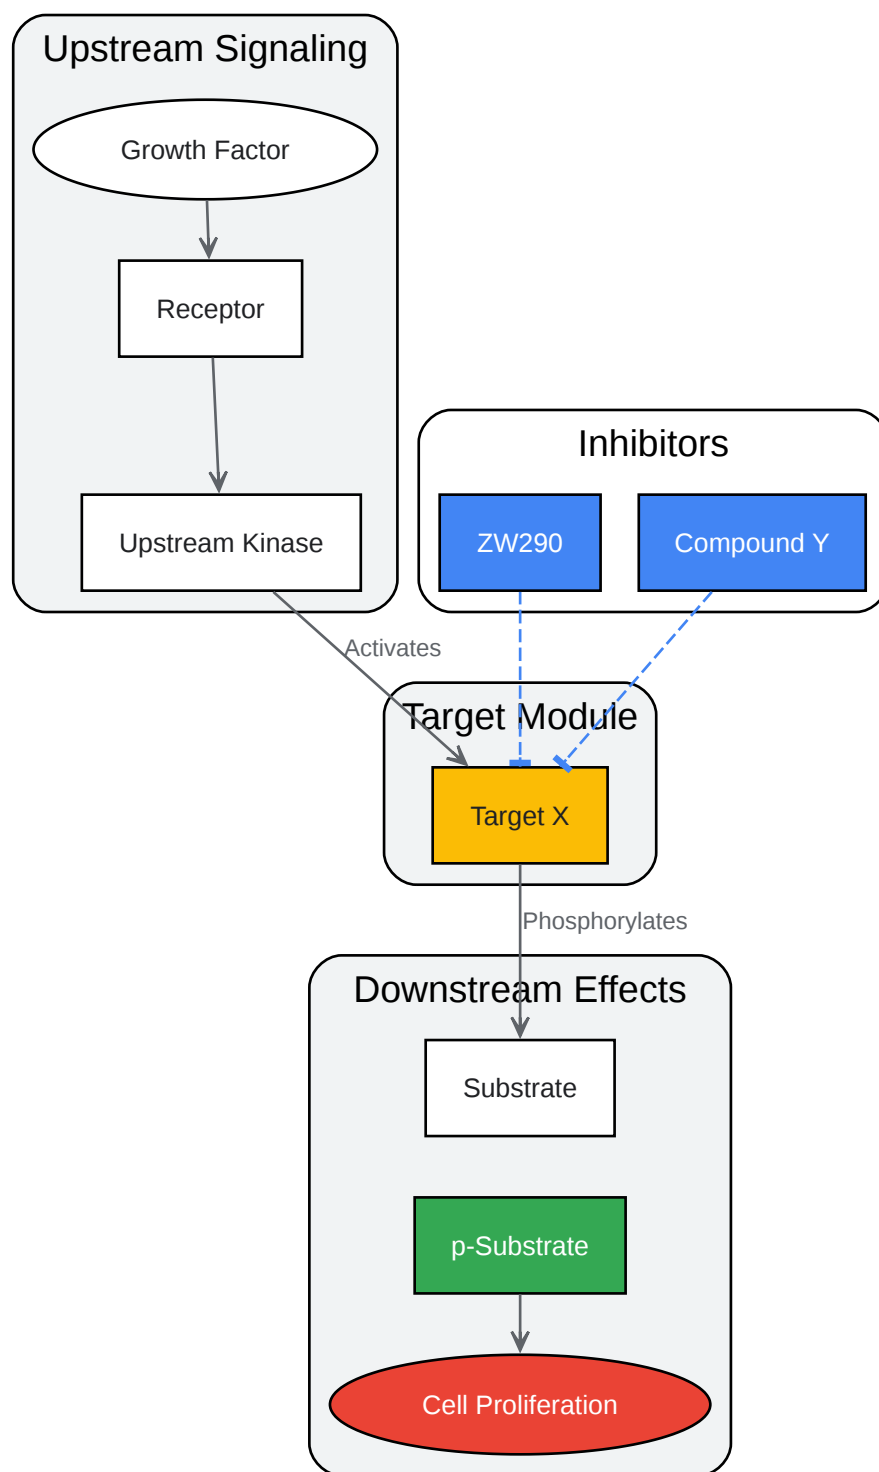 Upstream Signaling
Growth Factor
Receptor
Upstream Kinase
Inhibitors
ZW290
Compound Y
Activates
Target Module
Target X
Phosphorylates
Downstream Effects
Substrate
p-Substrate
Cell Proliferation